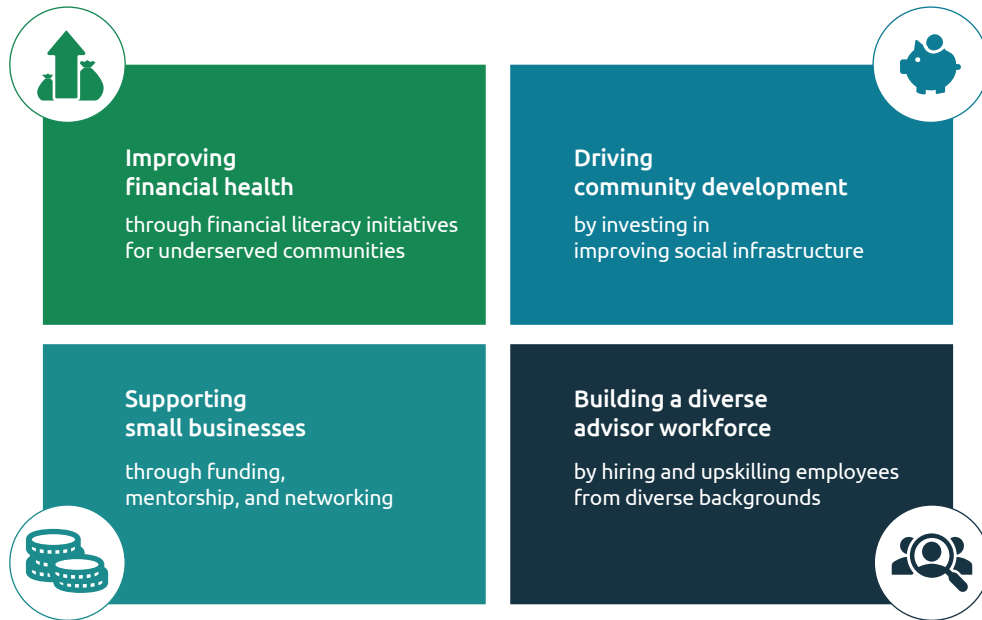 Improving
financial health
through financial literacy initiatives
for underserved communities
Driving
community development
by investing in
improving social infrastructure
Supporting
small businesses
through funding,
mentorship, and networking
Building a diverse
advisor workforce
by hiring and upskilling employees
from diverse backgrounds